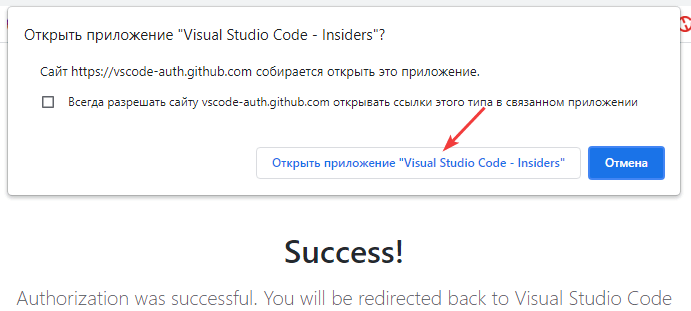 Открыть приложение "Visual Studio Code - Insiders"?
Сайт https://vscode-auth.github.com собирается открыть это приложение.
Всегда разрешать сайту vscode-auth.github.com открывать ссылки этого типа в связанном приложении
Открыть приложение "Visual Studio Code - Insiders"
Отмена
Success!
Authorization was successful. You will be redirected back to Visual Studio Code